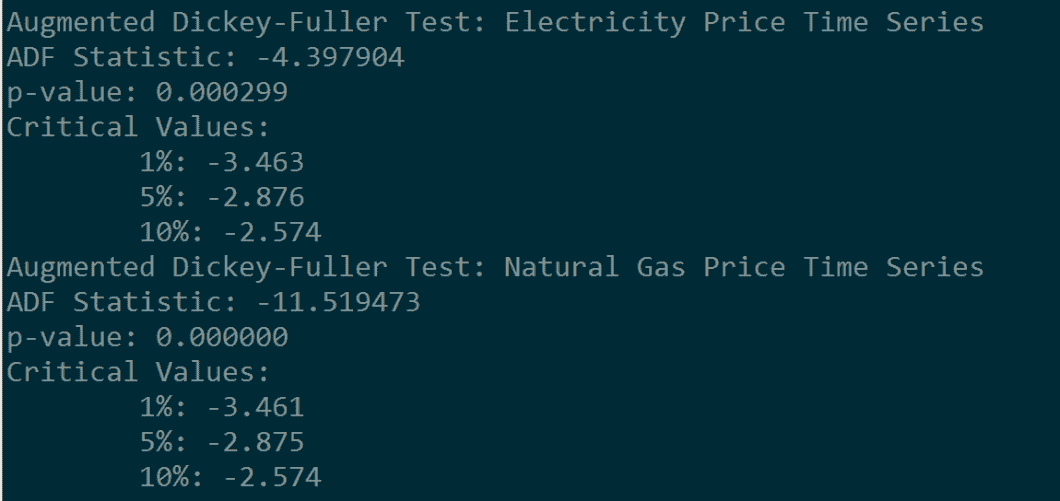 Augmented Dickey-Fuller Test: Electricity Price Time Series
ADF Statistic: -4.397904
p-value: 0.000299
Critical Values:
1%: -3.463
5%: -2.876
10%: -2.574
Augmented Dickey-Fuller Test: Natural Gas Price Time Series
ADF Statistic: -11.519473
p-value: 0.000000
Critical Values:
1%: -3.461
5%: -2.875
10%: -2.574